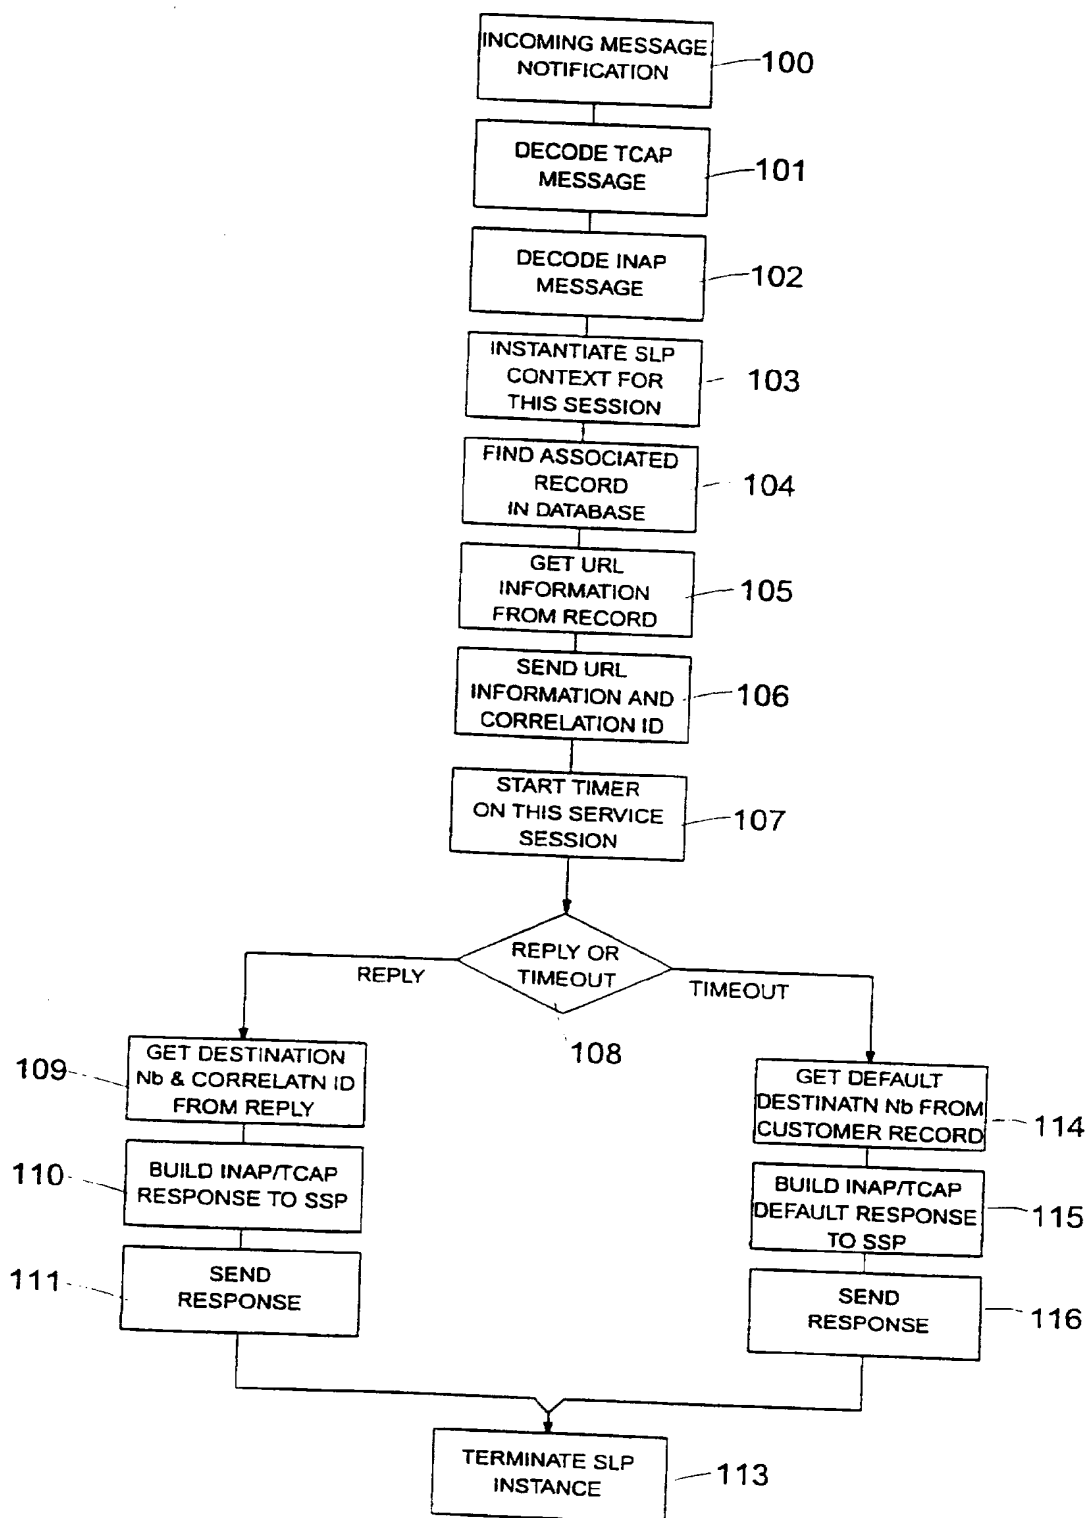 INCOMING MESSAGE
NOTIFICATION
100
DECODE TCAP
MESSAGE
101
DECODE INAP
MESSAGE
102
INSTANTIATE SLP
CONTEXT FOR
THIS SESSION
103
FIND ASSOCIATED
RECORD
IN DATABASE
104
GET URL
INFORMATION
FROM RECORD
105
SEND URL
INFORMATION AND
CORRELATION ID
106
START TIMER
ON THIS SERVICE
SESSION
107
REPLY OR
TIMEOUT
108
REPLY
TIMEOUT
109
GET DESTINATION
Nb & CORRELATN ID
FROM REPLY
110
BUILD INAP/TCAP
RESPONSE TO SSP
111
SEND
RESPONSE
GET DEFAULT
DESTINATN Nb FROM
CUSTOMER RECORD
114
BUILD INAP/TCAP
DEFAULT RESPONSE
TO SSP
115
SEND
RESPONSE
116
TERMINATE SLP
INSTANCE
113